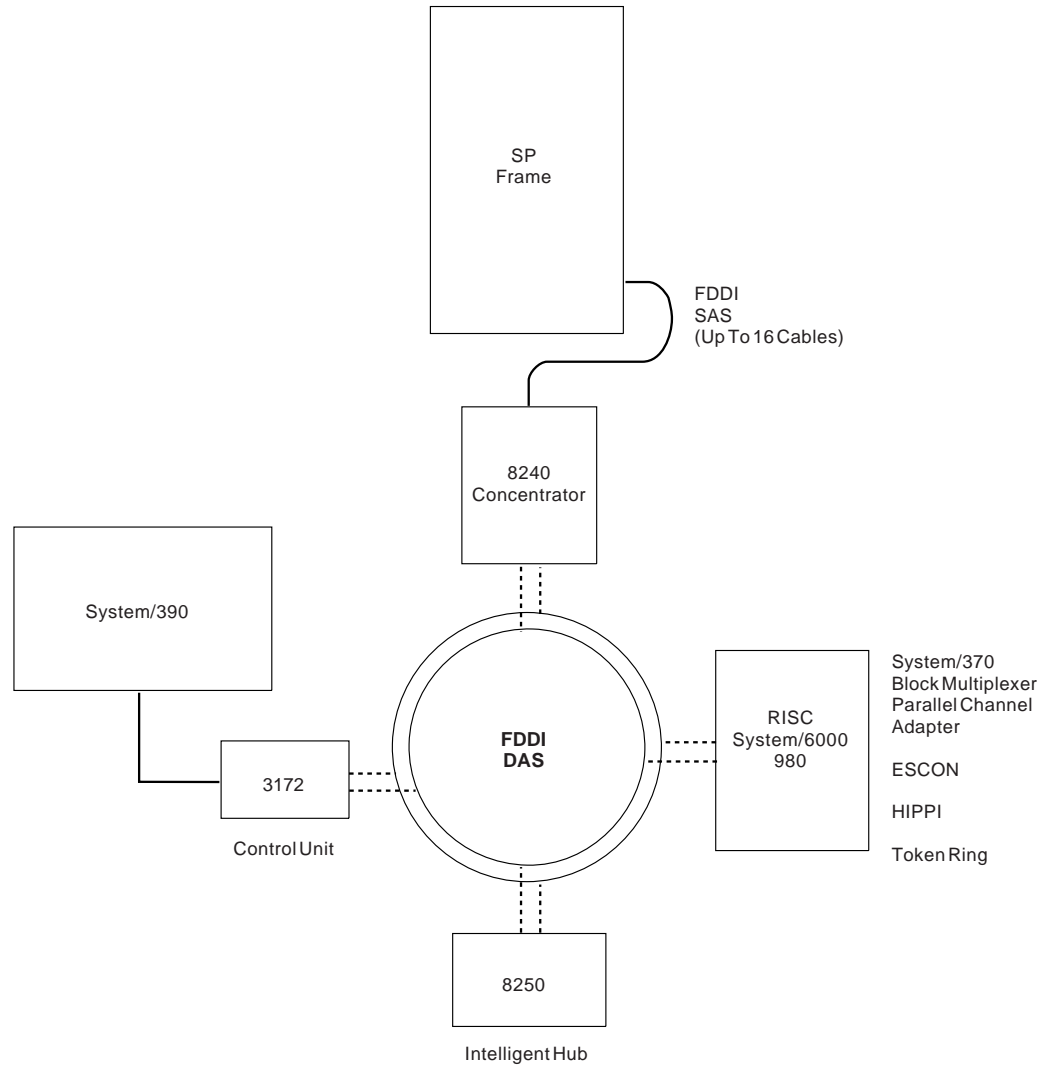 SP
Frame
FDDI
SAS
(Up To 16 Cables)
8240
Concentrator
System/390
FDDI
DAS
RISC
System/6000
980
System/370
Block Multiplexer
Parallel Channel
Adapter
ESCON
HIPPI
Token Ring
3172
Control Unit
8250
Intelligent Hub